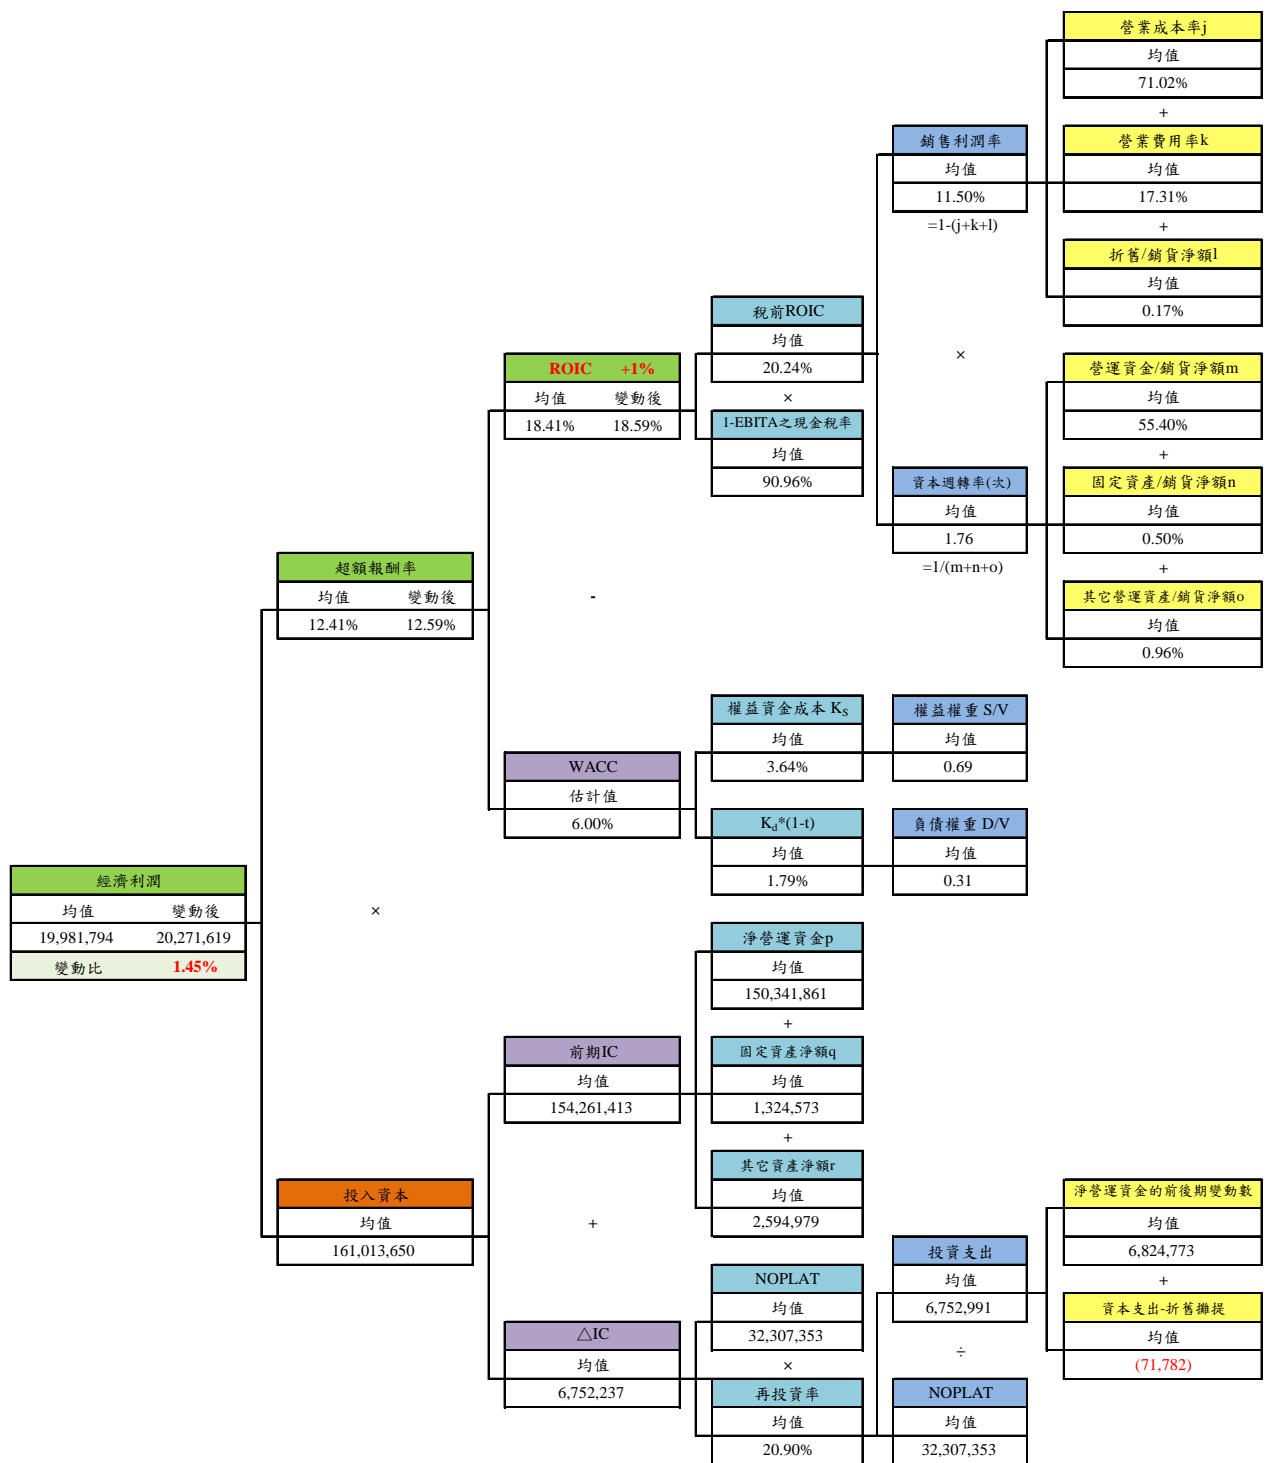 營業成本率j
均值
71.02%
+
營業費用率k
均值
17.31%
+
折舊/銷貨淨額l
均值
0.17%
銷售利潤率
均值
11.50%
=1-(j+k+l)
×
稅前ROIC
均值
20.24%
×
1-EBITA之現金稅率
均值
90.96%
ROIC +1%
均值 變動後
18.41% 18.59%
營運資金/銷貨淨額m
均值
55.40%
+
固定資產/銷貨淨額n
均值
0.50%
+
其它營運資產/銷貨淨額o
均值
0.96%
資本週轉率(次)
均值
1.76
=1/(m+n+o)
超額報酬率
均值 變動後
12.41% 12.59%
-
權益資金成本 KS
均值
3.64%
權益權重 S/V
均值
0.69
WACC
估計值
6.00%
Kd*(1-t)
均值
1.79%
負債權重 D/V
均值
0.31
經濟利潤
均值 變動後
19,981,794 20,271,619
變動比 1.45%
×
淨營運資金p
均值
150,341,861
+
前期IC
均值
154,261,413
固定資產淨額q
均值
1,324,573
+
其它資產淨額r
均值
2,594,979
投入資本
均值
161,013,650
+
淨營運資金的前後期變動數
均值
6,824,773
+
資本支出-折舊攤提
均值
(71,782)
投資支出
均值
6,752,991
÷
NOPLAT
均值
32,307,353
NOPLAT
均值
32,307,353
×
再投資率
均值
20.90%
△IC
均值
6,752,237